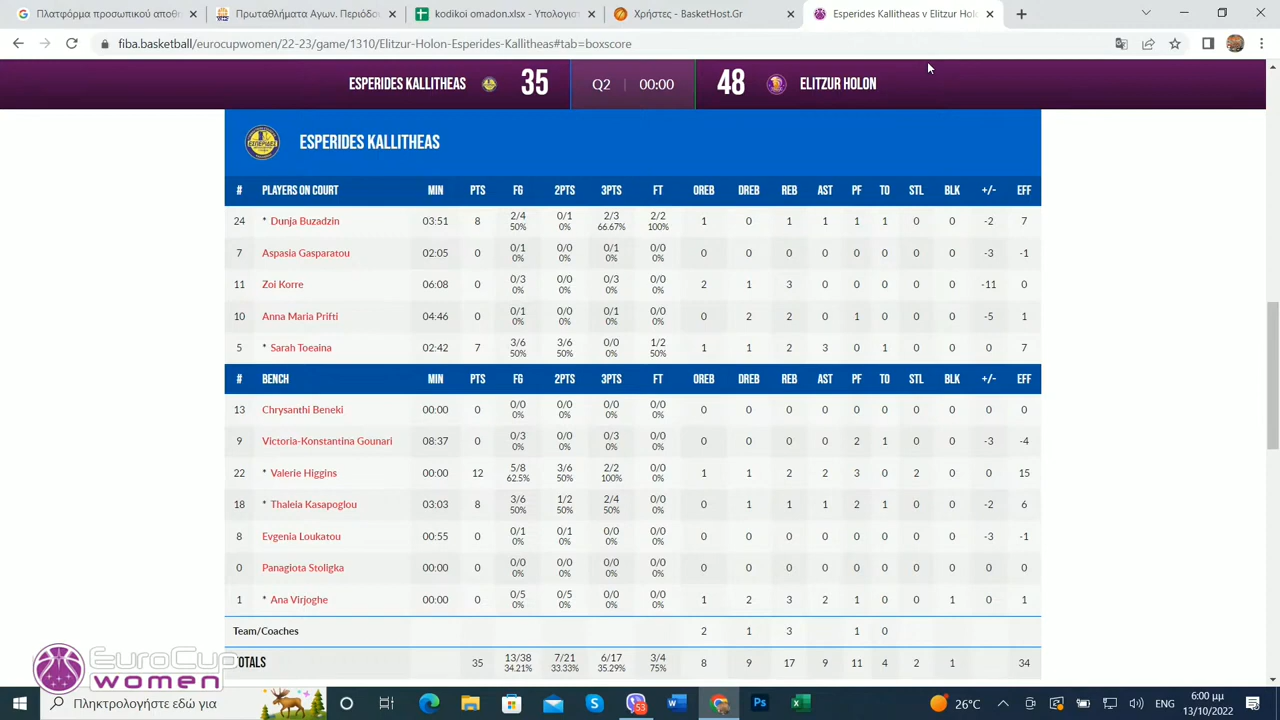 Πλατφόρμα προσωπικού αποθ
Πρωταθλήματα Αγων. Περιόδο
kodikoi omadon.xlsx - Υπολογισ
Χρήστες - BasketHost.Gr
Esperides Kallitheas v Elitzur Hol
fiba.basketball/eurocupwomen/22-23/game/1310/Elitzur-Holon-Esperides-Kallitheas#tab=boxscore
ESPERIDES KALLITHEAS 35 Q2 00:00 48 ELITZUR HOLON
ESPERIDES KALLITHEAS
# PLAYERS ON COURT MIN PTS FG 2PTS 3PTS FT OREB DREB REB AST PF TO STL BLK +/- EFF
24 * Dunja Buzadzin 03:51 8 2/4 0/1 2/3 2/2 1 0 1 1 1 1 0 0 -2 7
50% 0% 66.67% 100%
7 Aspasia Gasparatou 02:05 0 0/1 0/0 0/1 0/0 0 0 0 0 0 0 0 0 -3 -1
0% 0% 0% 0%
11 Zoi Korre 06:08 0 0/3 0/0 0/3 0/0 2 1 3 0 0 0 0 0 -11 0
0% 0% 0% 0%
10 Anna Maria Prifti 04:46 0 0/1 0/0 0/1 0/0 0 2 2 0 1 0 0 0 -5 1
0% 0% 0% 0%
5 * Sarah Toeaina 02:42 7 3/6 3/6 0/0 1/2 1 1 2 3 0 1 0 0 0 7
50% 50% 0% 50%
# BENCH MIN PTS FG 2PTS 3PTS FT OREB DREB REB AST PF TO STL BLK +/- EFF
13 Chrysanthi Beneki 00:00 0 0/0 0/0 0/0 0/0 0 0 0 0 0 0 0 0 0 0
0% 0% 0% 0%
9 Victoria-Konstantina Gounari 08:37 0 0/3 0/0 0/3 0/0 0 0 0 0 2 1 0 0 -3 -4
0% 0% 0% 0%
22 * Valerie Higgins 00:00 12 5/8 3/6 2/2 0/0 1 1 2 2 3 0 2 0 0 15
62.5% 50% 100% 0%
18 * Thaleia Kasapoglou 03:03 8 3/6 1/2 2/4 0/0 0 1 1 1 2 1 0 0 -2 6
50% 50% 50% 0%
8 Evgenia Loukatou 00:55 0 0/1 0/1 0/0 0/0 0 0 0 0 0 0 0 0 -3 -1
0% 0% 0% 0%
0 Panagiota Stoligka 00:00 0 0/0 0/0 0/0 0/0 0 0 0 0 0 0 0 0 0 0
0% 0% 0% 0%
1 * Ana Virjoghe 00:00 0 0/5 0/5 0/0 0/0 1 2 3 2 1 0 0 1 0 1
0% 0% 0% 0%
Team/Coaches 2 1 3 1 0
TOTALS 35 13/38 7/21 6/17 3/4 8 9 17 9 11 4 2 1 34
34.21% 33.33% 35.29% 75%
EuroCup
women
Πληκτρολογήστε εδώ για
53
26°C
ENG
6:00 μμ
13/10/2022